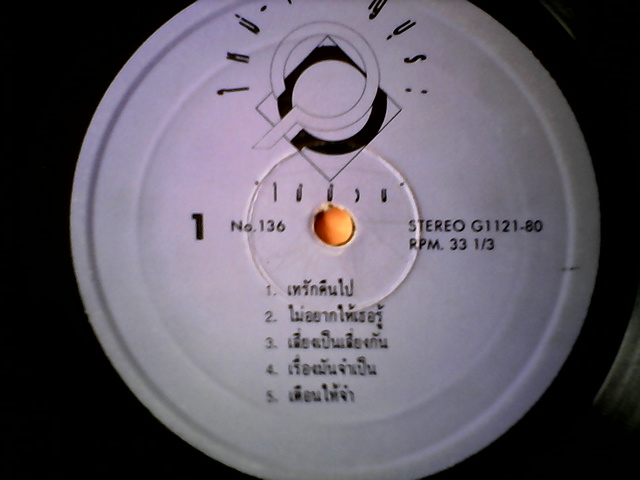 1
No.136
STEREO G1121-80
RPM. 33 1/3
1. เทรักคืนไป
2. ไม่อยากให้เธอรู้
3. เสี่ยงเป็นเสี่ยงกัน
4. เรื่องมันจำเป็น
5. เตือนให้จำ